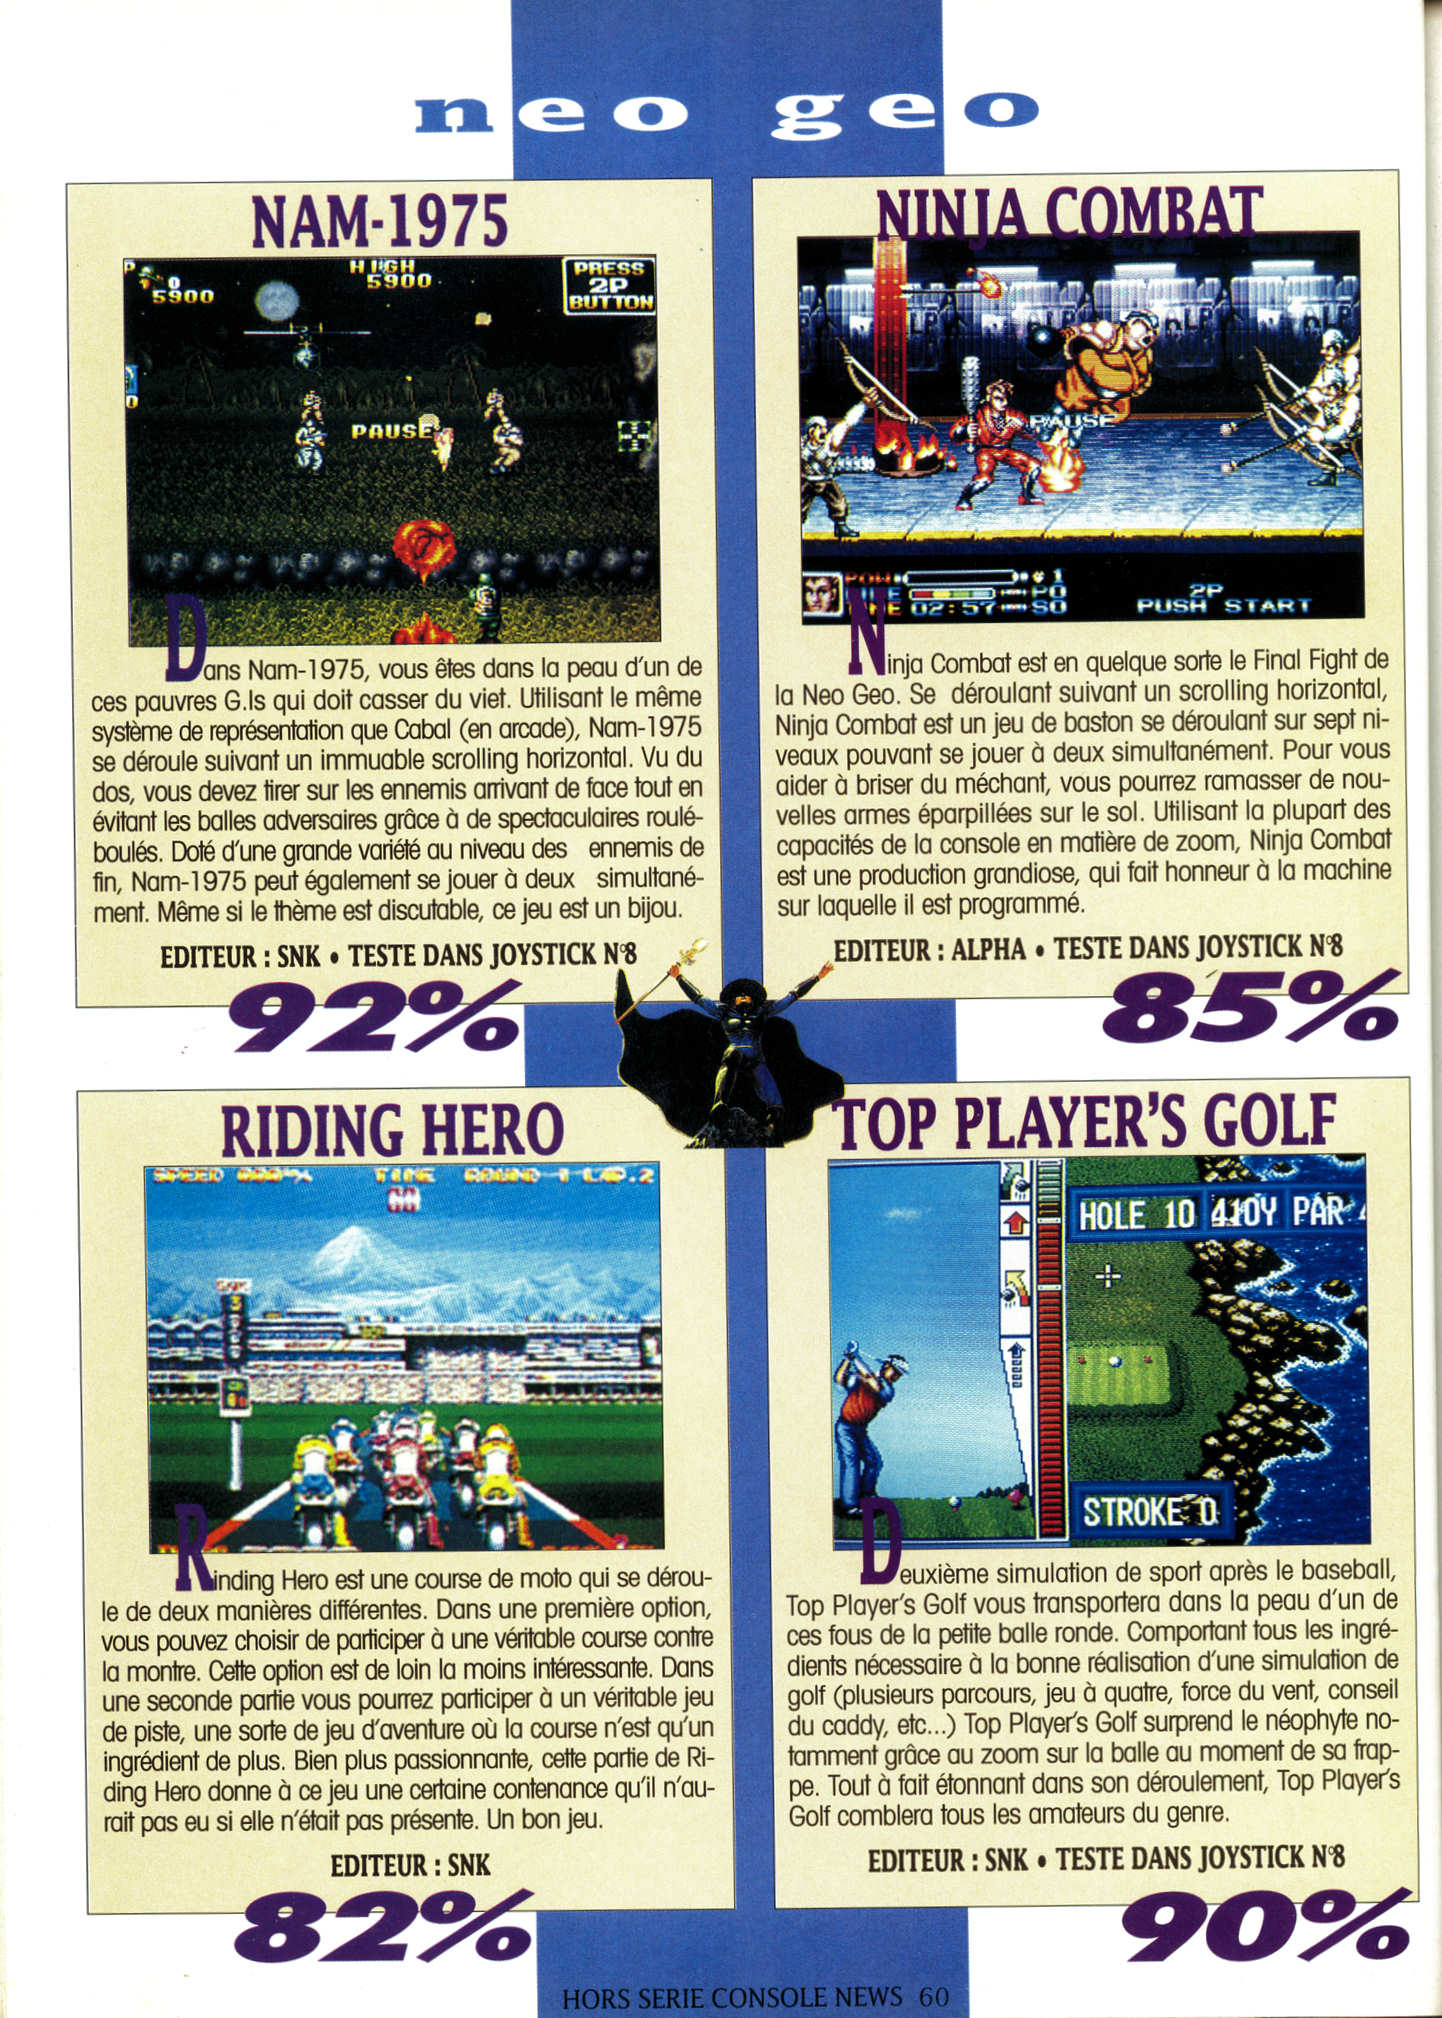 neo geo
NAM-1975
P
0
5900
HIGH
5900
PRESS
2P
BUTTON
0
PAUSE
Dans Nam-1975, vous êtes dans la peau d'un de
ces pauvres G.Is qui doit casser du viet. Utilisant le même
système de représentation que Cabal (en arcade), Nam-1975
se déroule suivant un immuable scrolling horizontal. Vu du
dos, vous devez tirer sur les ennemis arrivant de face tout en
évitant les balles adversaires grâce à de spectaculaires roulé-
boulés. Doté d'une grande variété au niveau des ennemis de
fin, Nam-1975 peut également se jouer à deux simultané-
ment. Même si le thème est discutable, ce jeu est un bijou.
EDITEUR : SNK • TESTE DANS JOYSTICK N°8
92%
NINJA COMBAT
PAUSE
POW
1
PO
02:57
SO
2P
PUSH START
Ninja Combat est en quelque sorte le Final Fight de
la Neo Geo. Se déroulant suivant un scrolling horizontal,
Ninja Combat est un jeu de baston se déroulant sur sept ni-
veaux pouvant se jouer à deux simultanément. Pour vous
aider à briser du méchant, vous pourrez ramasser de nou-
velles armes éparpillées sur le sol. Utilisant la plupart des
capacités de la console en matière de zoom, Ninja Combat
est une production grandiose, qui fait honneur à la machine
sur laquelle il est programmé.
EDITEUR : ALPHA • TESTE DANS JOYSTICK N°8
85%
RIDING HERO
SPEED 000 TIME ROUND-1 LAP.2
60
SNK
3
Rinding Hero est une course de moto qui se dérou-
le de deux manières différentes. Dans une première option,
vous pouvez choisir de participer à une véritable course contre
la montre. Cette option est de loin la moins intéressante. Dans
une seconde partie vous pourrez participer à un véritable jeu
de piste, une sorte de jeu d'aventure où la course n'est qu'un
ingrédient de plus. Bien plus passionnante, cette partie de Ri-
ding Hero donne à ce jeu une certaine contenance qu'il n'au-
rait pas eu si elle n'était pas présente. Un bon jeu.
EDITEUR : SNK
82%
TOP PLAYER'S GOLF
HOLE 10 410Y PAR 4
STROKE 0
Deuxième simulation de sport après le baseball,
Top Player's Golf vous transportera dans la peau d'un de
ces fous de la petite balle ronde. Comportant tous les ingré-
dients nécessaire à la bonne réalisation d'une simulation de
golf (plusieurs parcours, jeu à quatre, force du vent, conseil
du caddy, etc...) Top Player's Golf surprend le néophyte no-
tamment grâce au zoom sur la balle au moment de sa frap-
pe. Tout à fait étonnant dans son déroulement, Top Player's
Golf comblera tous les amateurs du genre.
EDITEUR : SNK • TESTE DANS JOYSTICK N°8
90%
HORS SERIE CONSOLE NEWS 60